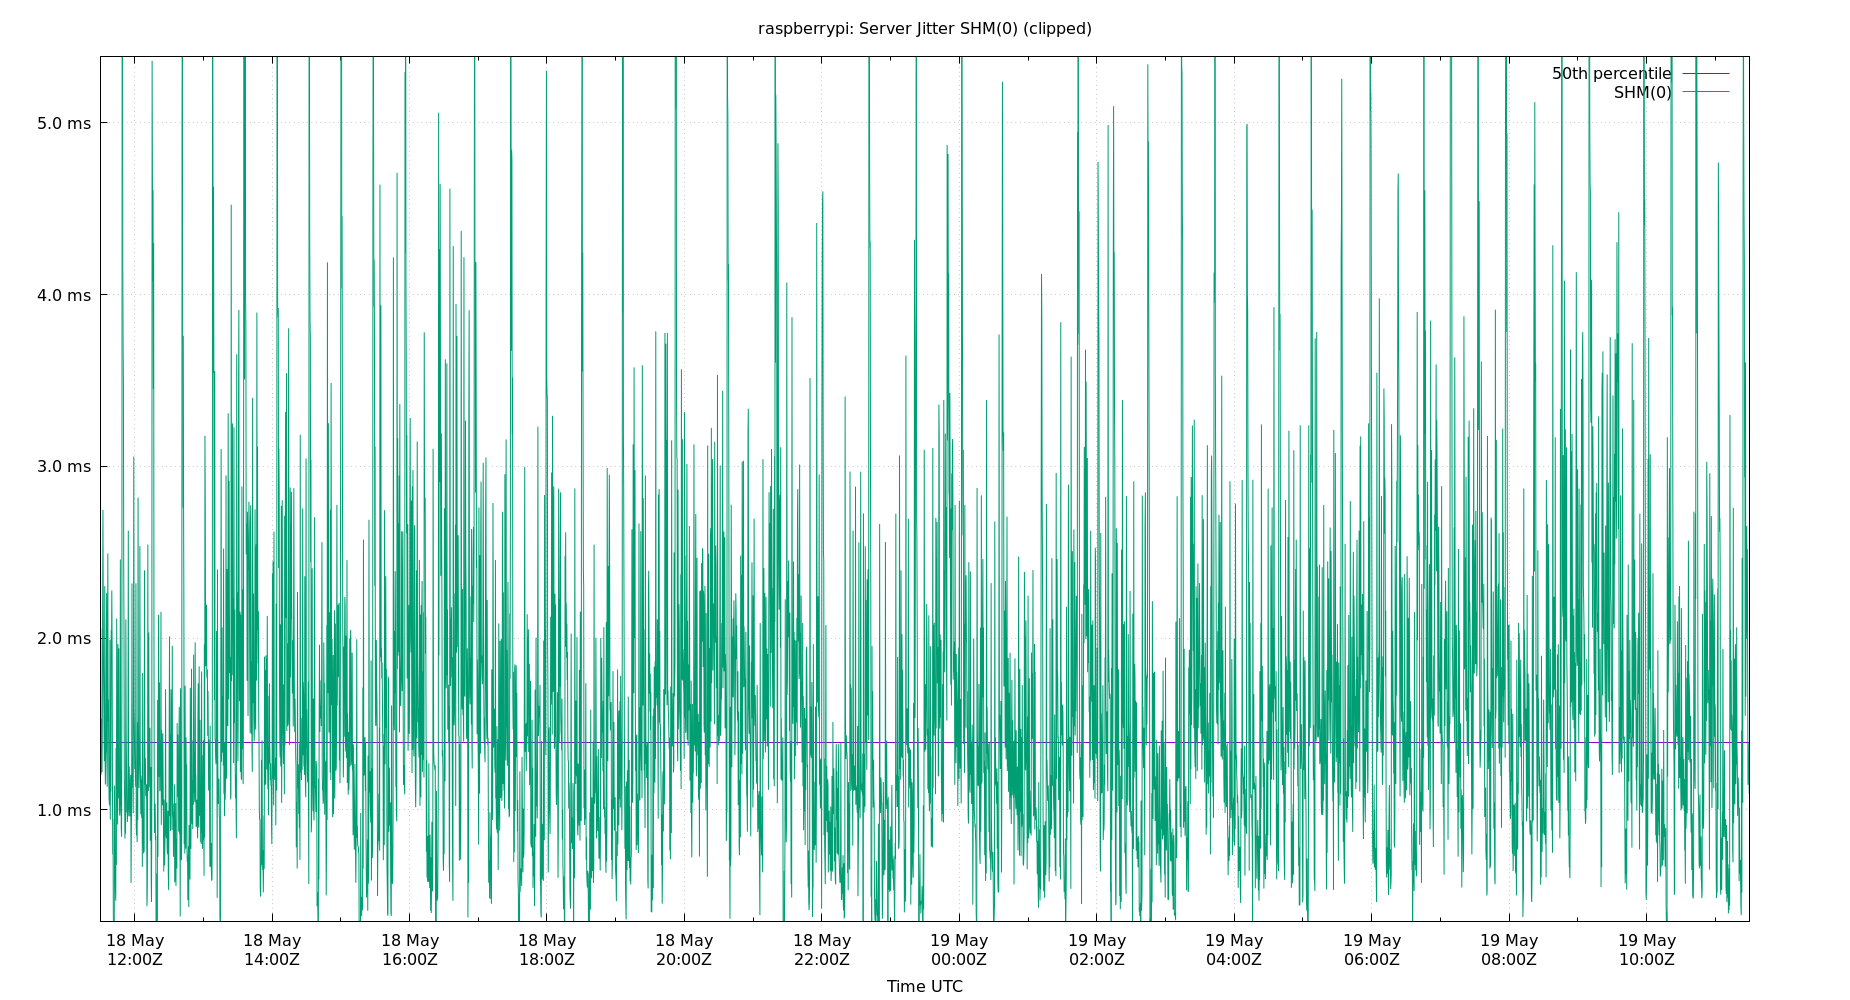 raspberrypi: Server Jitter SHM(0) (clipped)
50th percentile
SHM(0)
5.0 ms
4.0 ms
3.0 ms
2.0 ms
1.0 ms
18 May 18 May 18 May 18 May 18 May 18 May 19 May 19 May 19 May 19 May 19 May 19 May
12:00Z 14:00Z 16:00Z 18:00Z 20:00Z 22:00Z 00:00Z 02:00Z 04:00Z 06:00Z 08:00Z 10:00Z
Time UTC